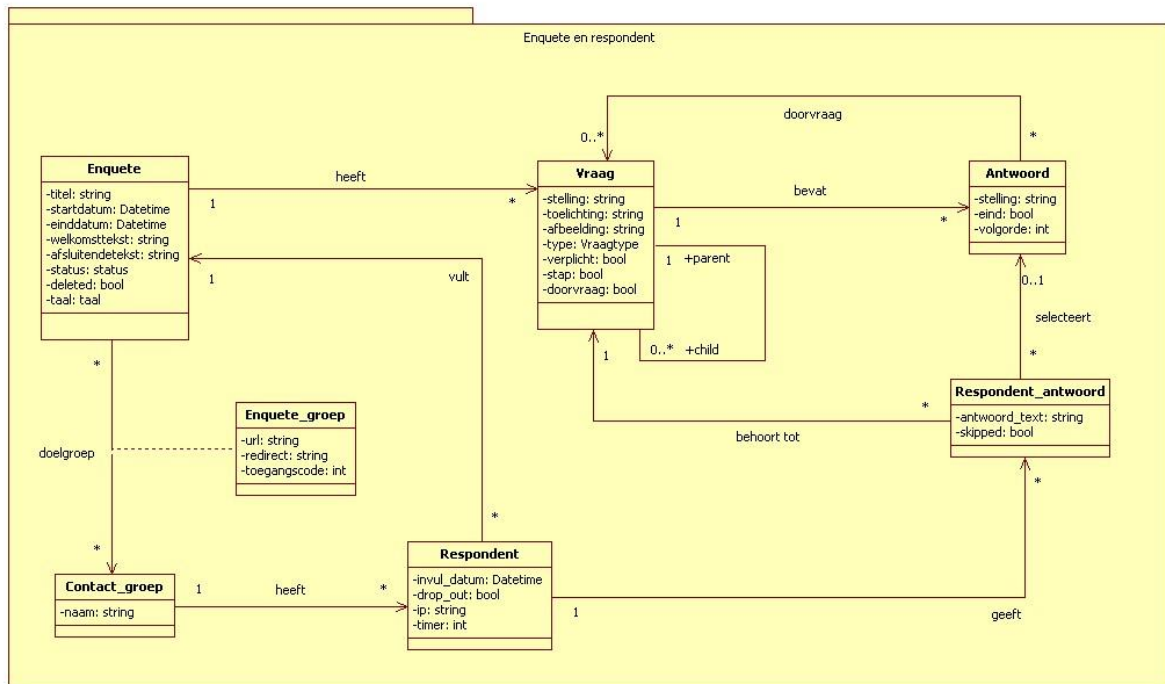 Enquete en respondent
doorvraag
0..*
*
Enquete
-titel: string
-startdatum: Datetime
-einddatum: Datetime
-welkomsttekst: string
-afsluitendetekst: string
-status: status
-deleted: bool
-taal: taal
heeft
1
*
1
vult
*
Vraag
-stelling: string
-toelichting: string
-afbeelding: string
-type: Vraagtype
-verplicht: bool
-stap: bool
-doorvraag: bool
bevat
1
*
1
+parent
0..*
+child
Antwoord
-stelling: string
-eind: bool
-volgorde: int
0..1
selecteert
*
1
*
behoort tot
Respondent_antwoord
-antwoord_text: string
-skipped: bool
*
*
doelgroep
*
Enquete_groep
-url: string
-redirect: string
-toegangscode: int
Contact_groep
-naam: string
1
heeft
*
Respondent
-invul_datum: Datetime
-drop_out: bool
-ip: string
-timer: int
1
geeft